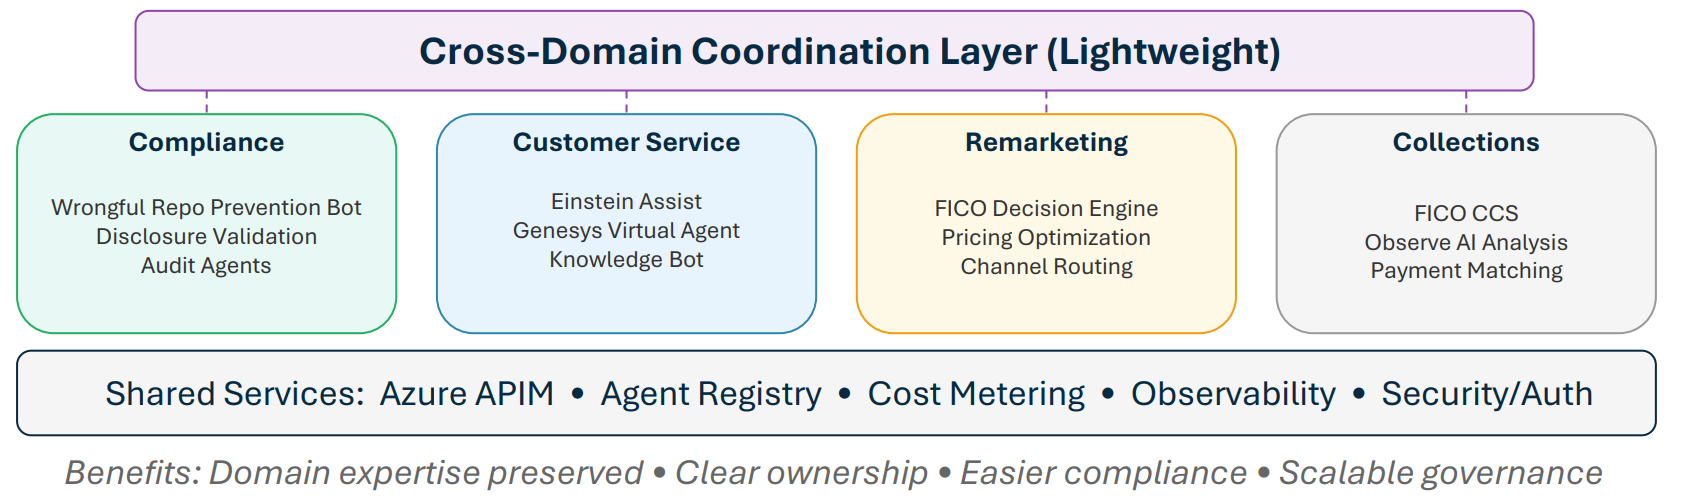 Cross-Domain Coordination Layer (Lightweight)
Compliance
Wrongful Repo Prevention Bot
Disclosure Validation
Audit Agents
Customer Service
Einstein Assist
Genesys Virtual Agent
Knowledge Bot
Remarketing
FICO Decision Engine
Pricing Optimization
Channel Routing
Collections
FICO CCS
Observe AI Analysis
Payment Matching
Shared Services: Azure APIM • Agent Registry • Cost Metering • Observability • Security/Auth
Benefits: Domain expertise preserved • Clear ownership • Easier compliance • Scalable governance